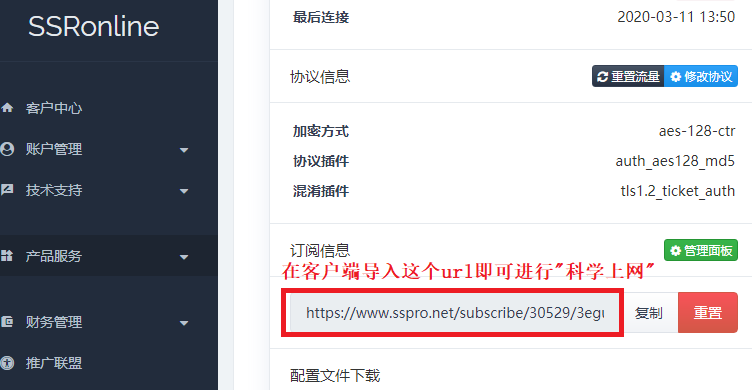 SSRonline
客户中心
账户管理
技术支持
产品服务
财务管理
推广联盟
最后连接 2020-03-11 13:50
协议信息 重置流量 修改协议
加密方式 aes-128-ctr
协议插件 auth_aes128_md5
混淆插件 tls1.2_ticket_auth
订阅信息 管理面板
在客户端导入这个url即可进行"科学上网"
https://www.sspro.net/subscribe/30529/3egu 复制 重置
配置文件下载